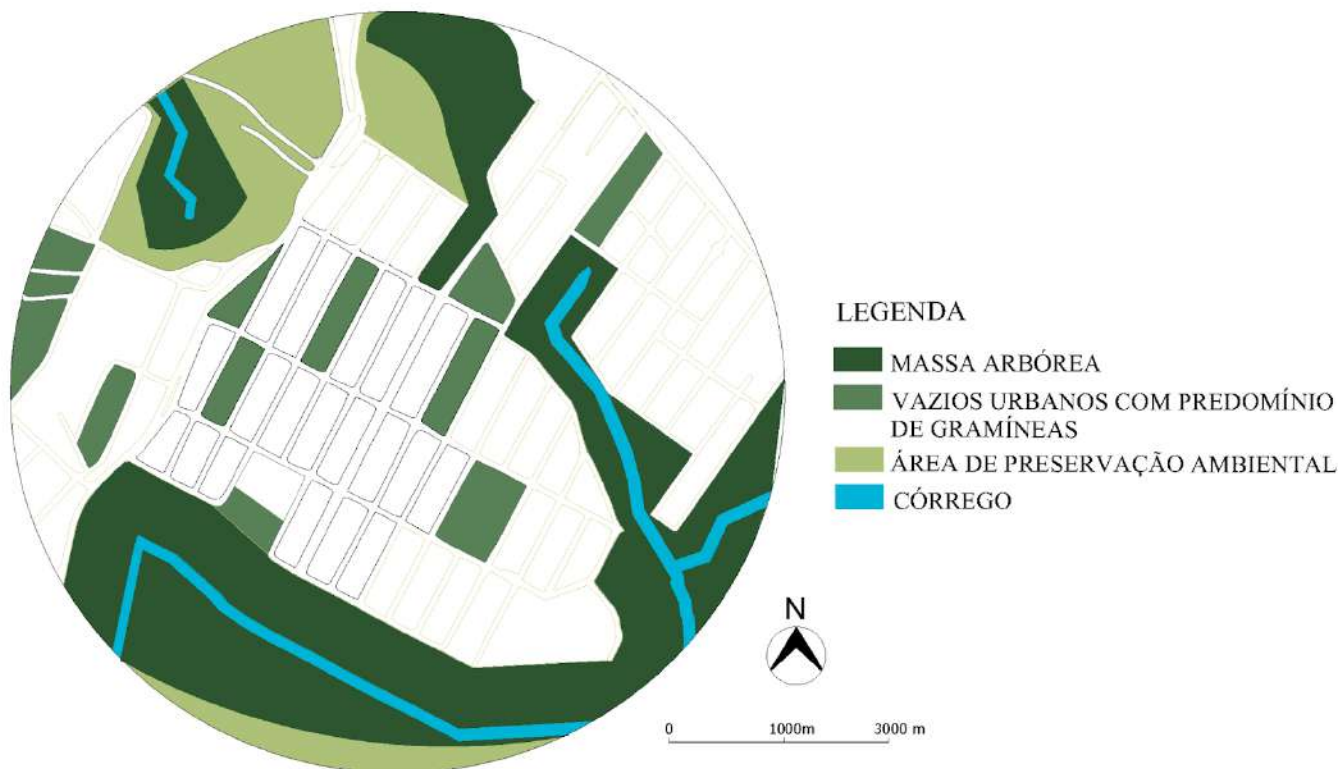 LEGENDA
MASSA ARBÓREA
VAZIOS URBANOS COM PREDOMÍNIO
DE GRAMÍNEAS
ÁREA DE PRESERVAÇÃO AMBIENTAL
CÓRREGO
N
0 1000m 3000 m